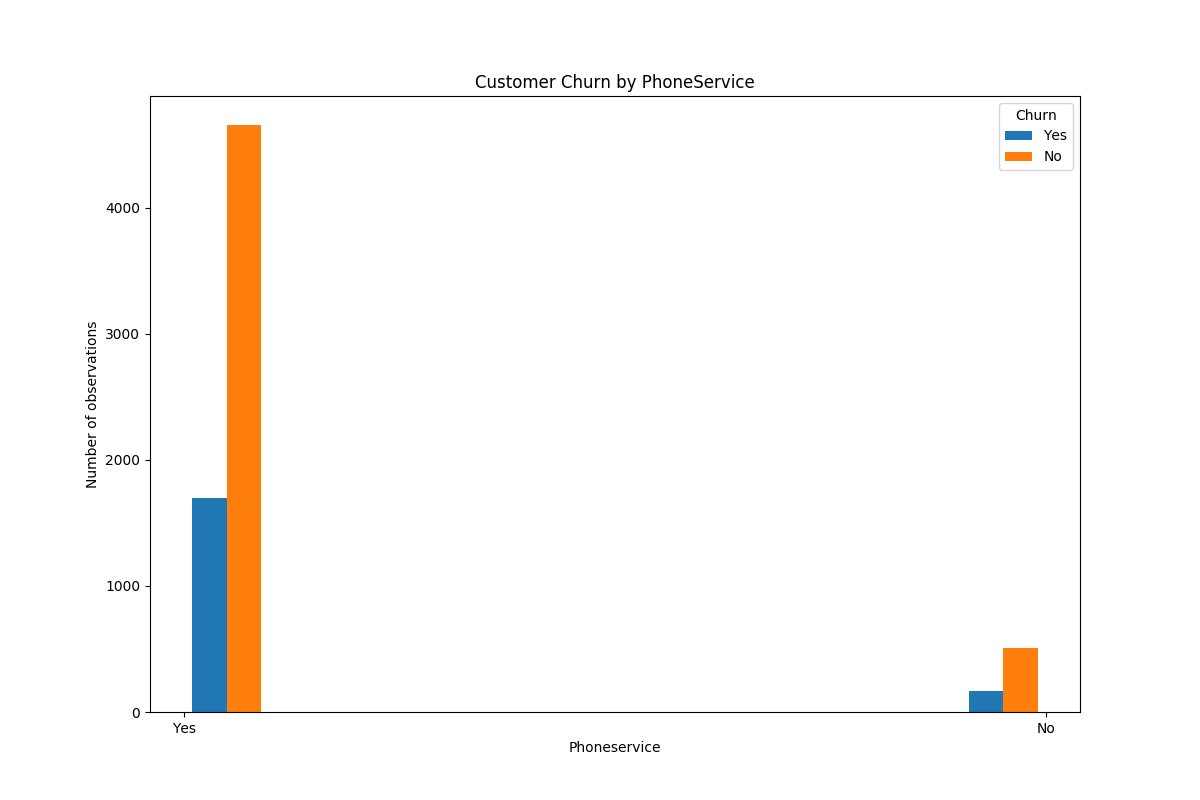 Customer Churn by PhoneService
Churn
Yes
No
4000
3000
2000
1000
0
Number of observations
Yes
No
Phoneservice